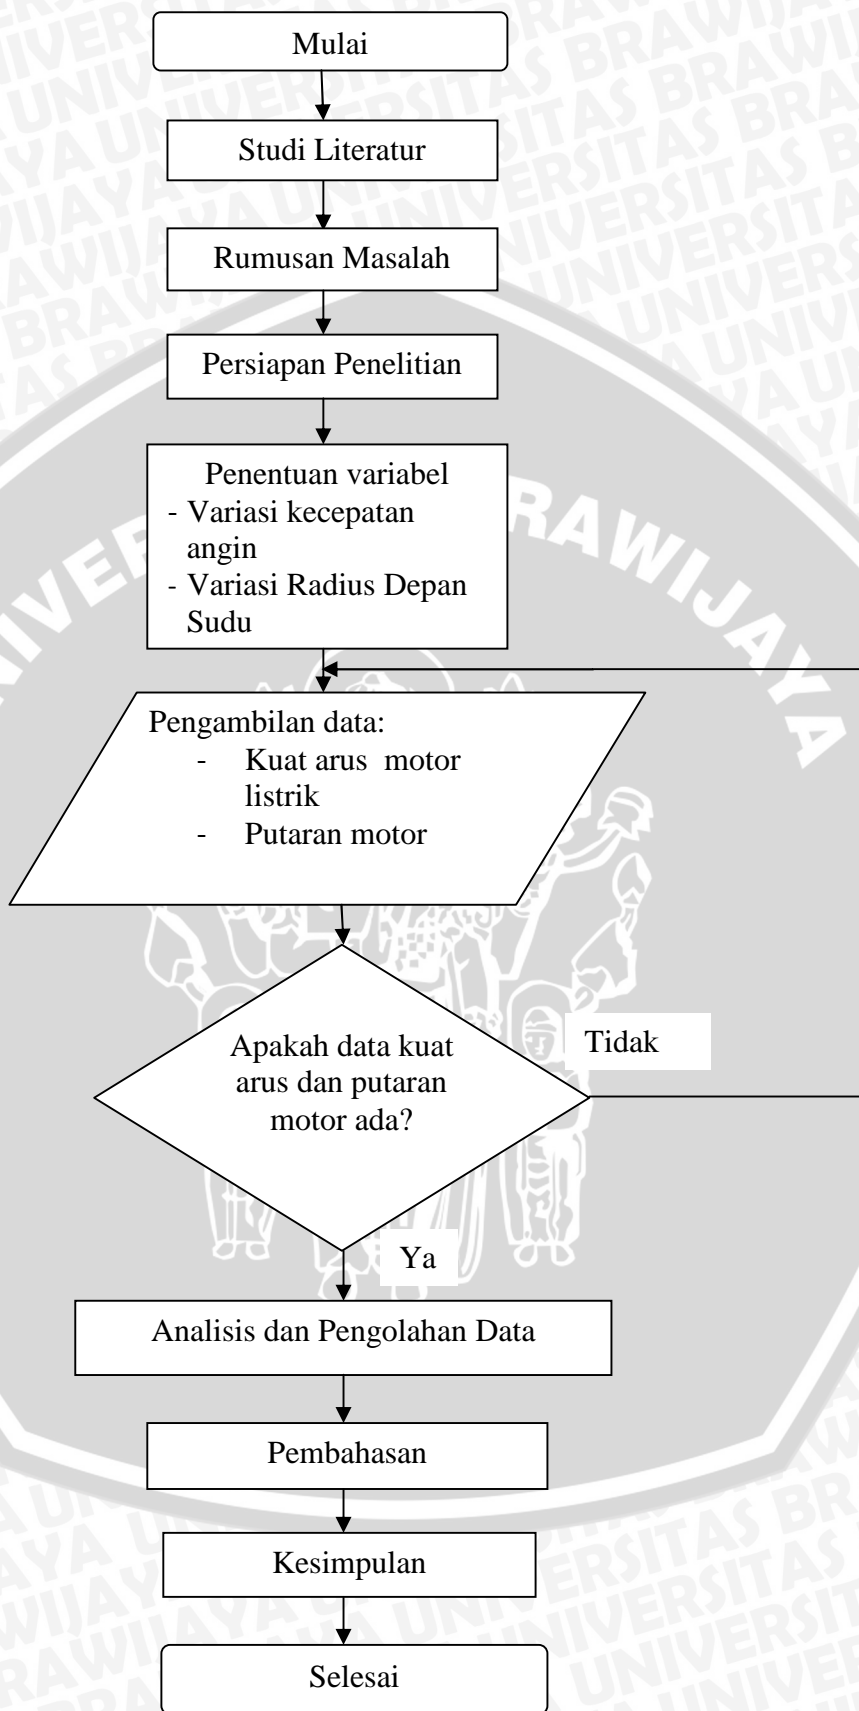 Mulai
Studi Literatur
Rumusan Masalah
Persiapan Penelitian
Penentuan variabel
- Variasi kecepatan
angin
- Variasi Radius Depan
Sudu
Pengambilan data:
- Kuat arus motor
listrik
- Putaran motor
Apakah data kuat
arus dan putaran
motor ada?
Tidak
Ya
Analisis dan Pengolahan Data
Pembahasan
Kesimpulan
Selesai